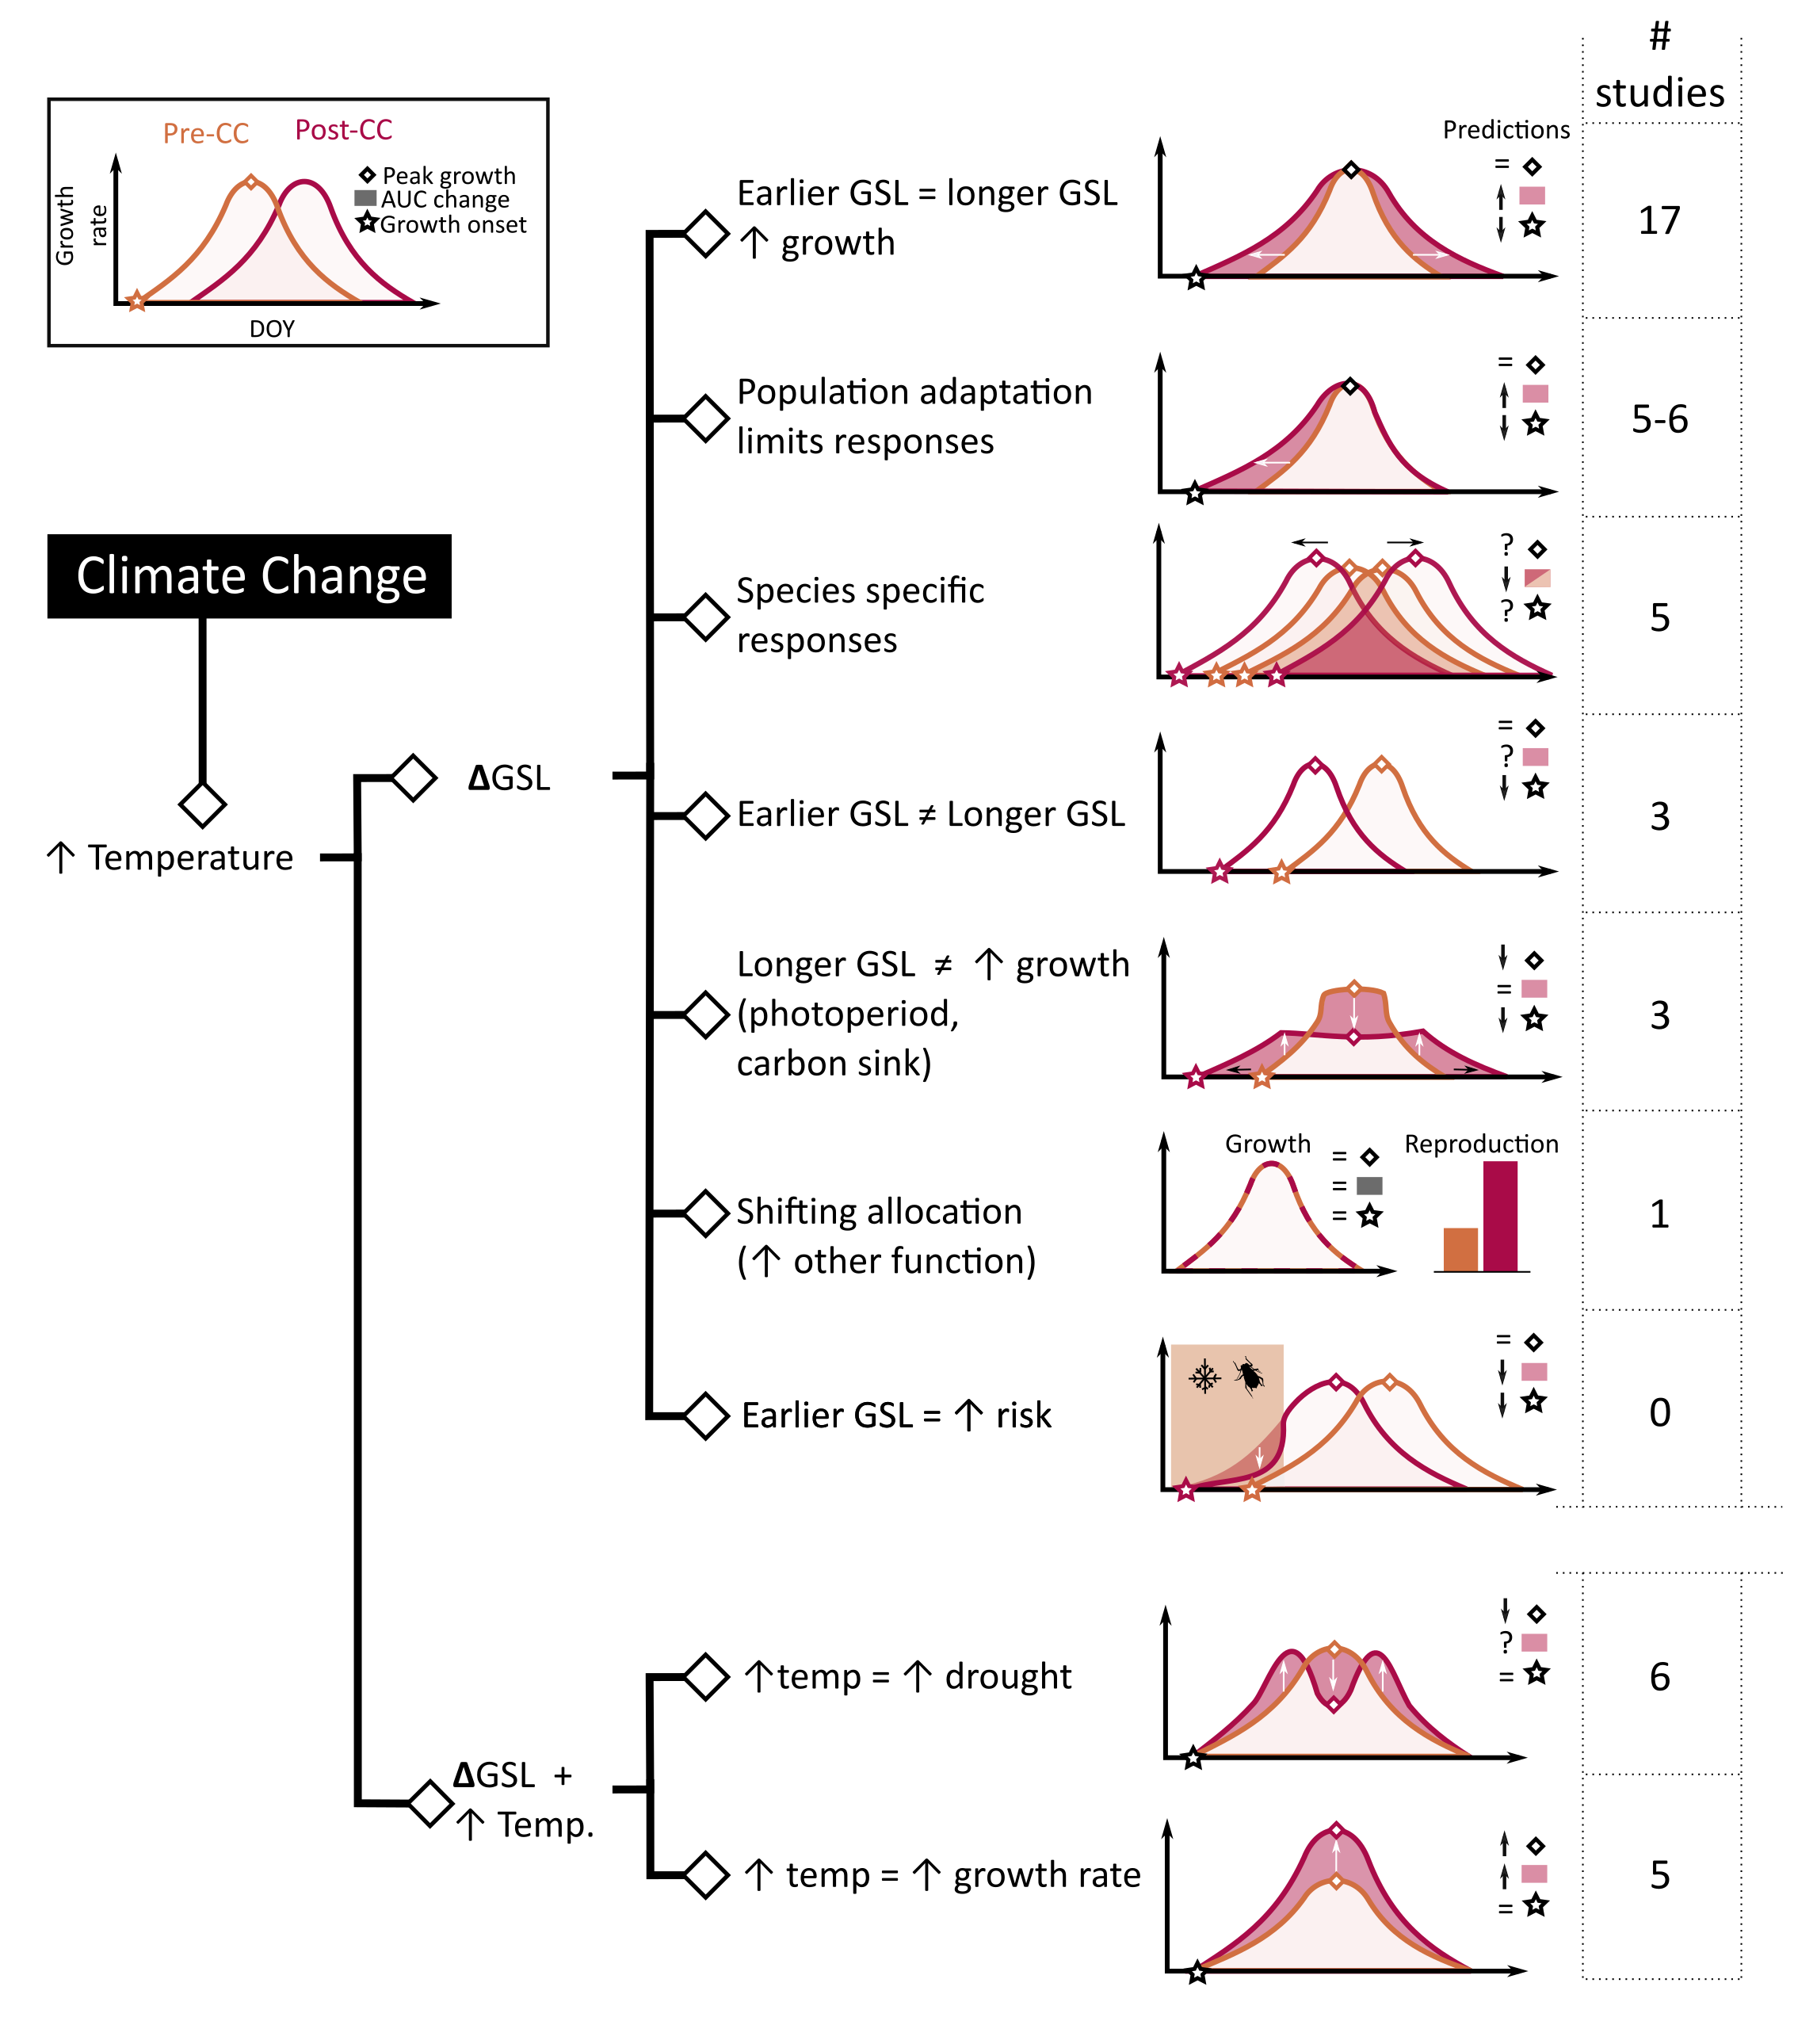 #
studies
Pre-CC
Post-CC
Growth
rate
Peak growth
AUC change
Growth onset
DOY
Predictions
Earlier GSL = longer GSL
↑ growth
=
↑
↓
17
Population adaptation
limits responses
=
↑
↓
5-6
Climate Change
Species specific
responses
?
↓
?
5
↑ Temperature
ΔGSL
Earlier GSL ≠ Longer GSL
=
?
↓
3
Longer GSL ≠ ↑ growth
(photoperiod,
carbon sink)
↓
=
↓
3
Shifting allocation
(↑ other function)
Growth
=
=
=
Reproduction
1
Earlier GSL = ↑ risk
=
↓
↓
0
ΔGSL +
↑ Temp.
↑temp = ↑ drought
↓
?
=
6
↑ temp = ↑ growth rate
↑
↑
=
5